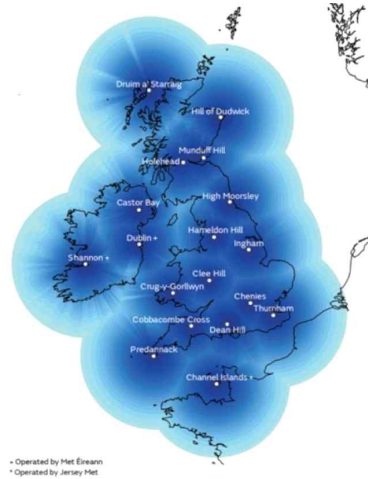 Druim a' Starraig
Hill of Dudwick
Munduff Hill
Holehead
High Moorsley
Castor Bay
Hameldon Hill
Dublin +
Ingham
Shannon +
Clee Hill
Crug-y-Gorllwyn
Chenies
Thurnham
Cobbacombe Cross
Dean Hill
Predannack
Channel Islands *
+ Operated by Met Éireann
* Operated by Jersey Met